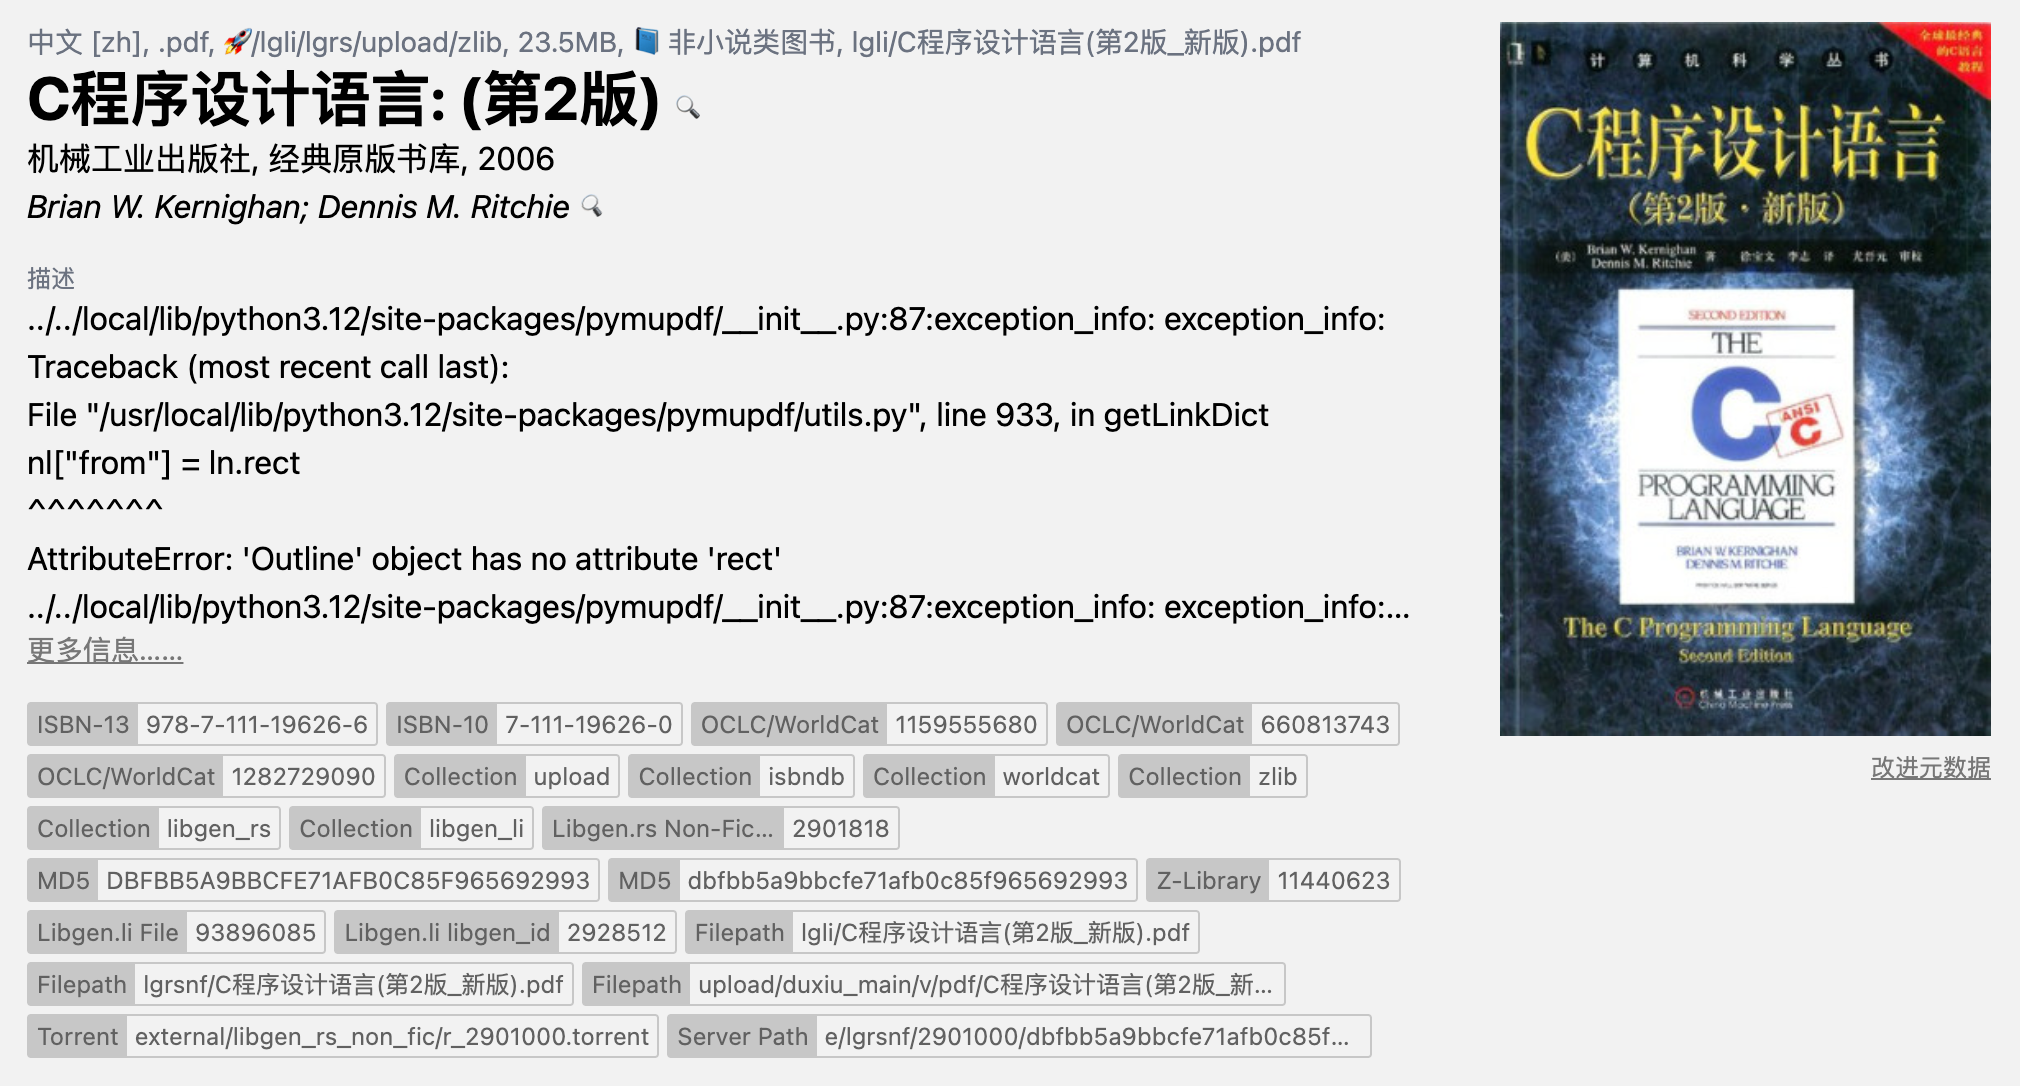 中文 [zh], .pdf, 🚀/lgli/lgrs/upload/zlib, 23.5MB, 📘 非小说类图书, lgli/C程序设计语言(第2版_新版).pdf
C程序设计语言: (第2版) 🔍
机械工业出版社, 经典原版书库, 2006
Brian W. Kernighan; Dennis M. Ritchie 🔍
描述
../../local/lib/python3.12/site-packages/pymupdf/__init__.py:87:exception_info: exception_info:
Traceback (most recent call last):
File "/usr/local/lib/python3.12/site-packages/pymupdf/utils.py", line 933, in getLinkDict
nl["from"] = ln.rect
^^^^^^^
AttributeError: 'Outline' object has no attribute 'rect'
../../local/lib/python3.12/site-packages/pymupdf/__init__.py:87:exception_info: exception_info:...
更多信息……
ISBN-13 978-7-111-19626-6 ISBN-10 7-111-19626-0 OCLC/WorldCat 1159555680 OCLC/WorldCat 660813743
OCLC/WorldCat 1282729090 Collection upload Collection isbndb Collection worldcat Collection zlib
Collection libgen_rs Collection libgen_li Libgen.rs Non-Fic... 2901818
MD5 DBFBB5A9BBCFE71AFB0C85F965692993 MD5 dbfbb5a9bbcfe71afb0c85f965692993 Z-Library 11440623
Libgen.li File 93896085 Libgen.li libgen_id 2928512 Filepath lgli/C程序设计语言(第2版_新版).pdf
Filepath lgrsnf/C程序设计语言(第2版_新版).pdf Filepath upload/duxiu_main/v/pdf/C程序设计语言(第2版_新...
Torrent external/libgen_rs_non_fic/r_2901000.torrent Server Path e/lgrsnf/2901000/dbfbb5a9bbcfe71afb0c85f...
全球最经典
的C语言
教程
计算机科学丛书
C程序设计语言
(第2版·新版)
(美) Brian W. Kernighan
Dennis M. Ritchie 著 徐宝文 李志 译 尤晋元 审校
SECOND EDITION
THE
C
ANSI
C
PROGRAMMING
LANGUAGE
BRIAN W. KERNIGHAN
DENNIS M. RITCHIE
The C Programming Language
Second Edition
机械工业出版社
China Machine Press
改进元数据